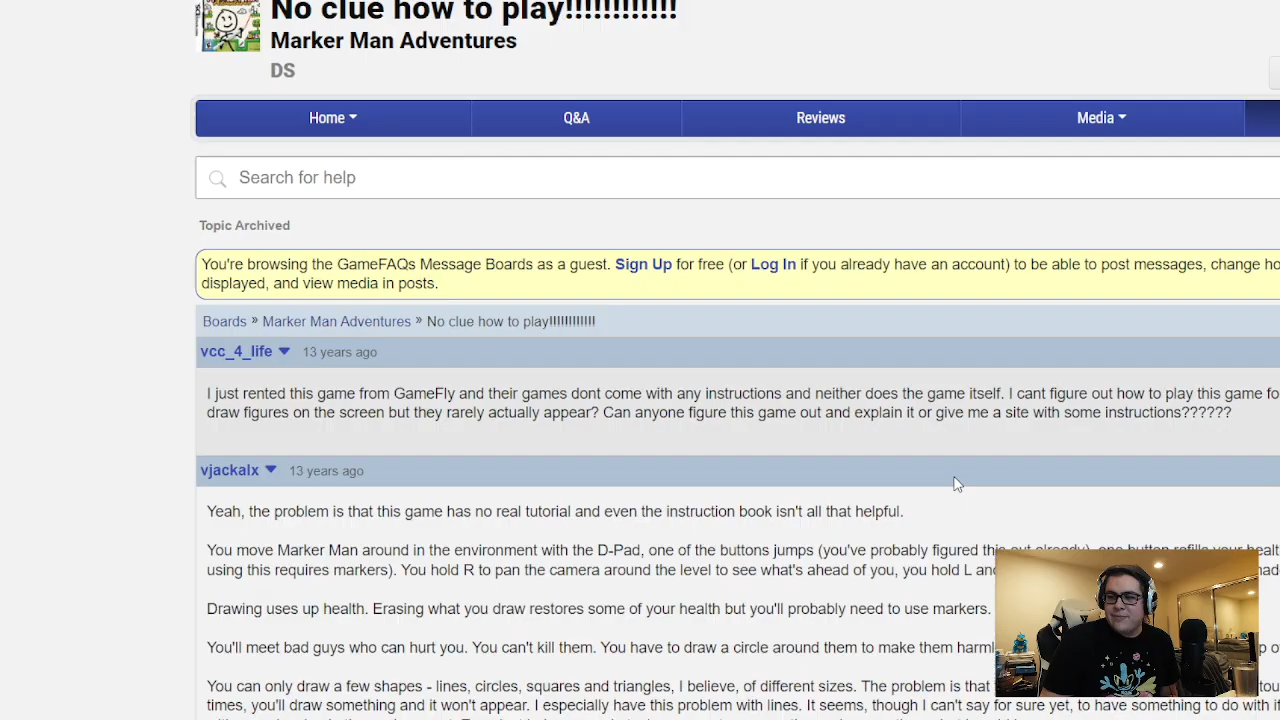 No clue how to play!!!!!!!!!!!!
Marker Man Adventures
DS
Home
Q&A
Reviews
Media
Search for help
Topic Archived
You're browsing the GameFAQs Message Boards as a guest. Sign Up for free (or Log In if you already have an account) to be able to post messages, change ho
displayed, and view media in posts.
Boards » Marker Man Adventures » No clue how to play!!!!!!!!!!!!
vcc_4_life 13 years ago
I just rented this game from GameFly and their games dont come with any instructions and neither does the game itself. I cant figure out how to play this game fo
draw figures on the screen but they rarely actually appear? Can anyone figure this game out and explain it or give me a site with some instructions??????
vjackalx 13 years ago
Yeah, the problem is that this game has no real tutorial and even the instruction book isn't all that helpful.
You move Marker Man around in the environment with the D-Pad, one of the buttons jumps (you've probably figured this out already), one button refills your healt
using this requires markers). You hold R to pan the camera around the level to see what's ahead of you, you hold L and
Drawing uses up health. Erasing what you draw restores some of your health but you'll probably need to use markers.
You'll meet bad guys who can hurt you. You can't kill them. You have to draw a circle around them to make them harml
You can only draw a few shapes - lines, circles, squares and triangles, I believe, of different sizes. The problem is that
times, you'll draw something and it won't appear. I especially have this problem with lines. It seems, though I can't say for sure yet, to have something to do with